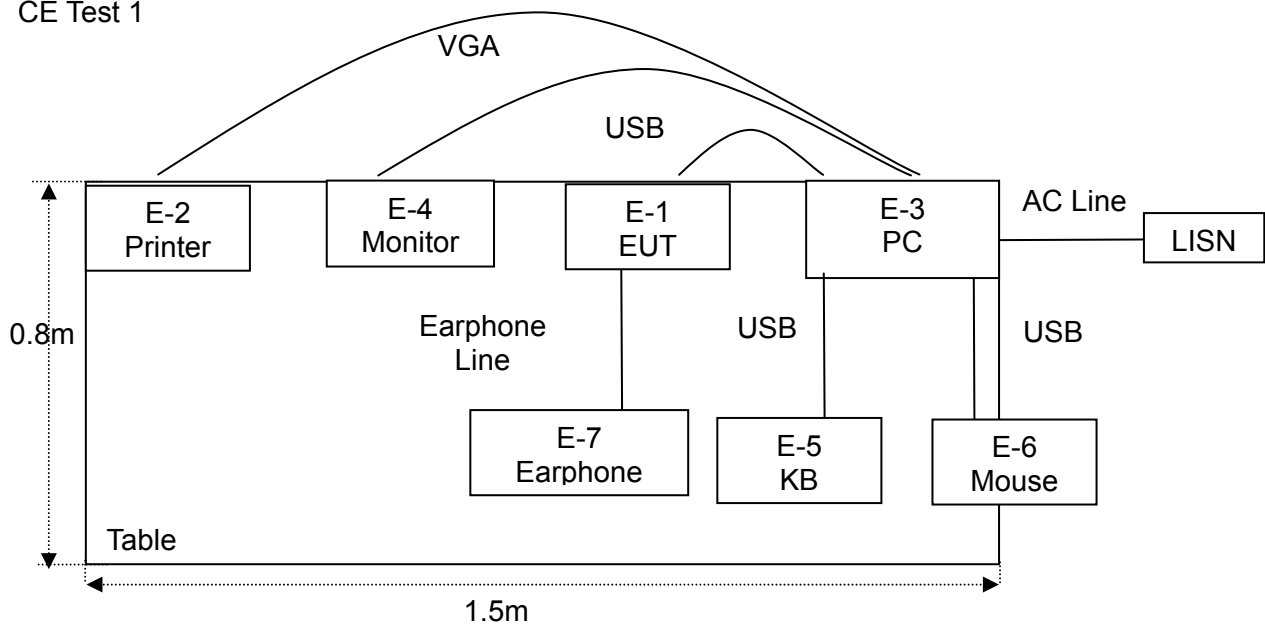 CE Test 1
VGA
USB
E-2
Printer
E-4
Monitor
E-1
EUT
E-3
PC
AC Line
LISN
0.8m
Earphone
Line
USB
USB
E-7
Earphone
E-5
KB
E-6
Mouse
Table
1.5m